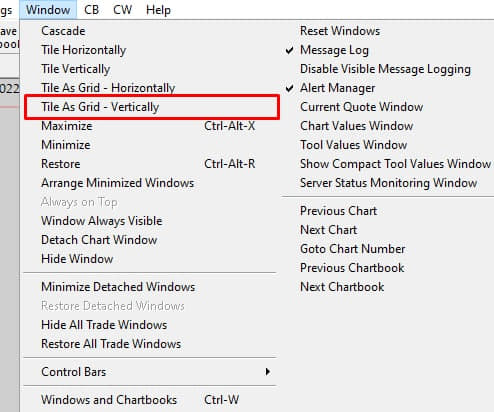 gs Window CB CW Help
ave
book
022
Cascade
Tile Horizontally
Tile Vertically
Tile As Grid - Horizontally
Tile As Grid - Vertically
Maximize Ctrl-Alt-X
Minimize
Restore Ctrl-Alt-R
Arrange Minimized Windows
Always on Top
Window Always Visible
Detach Chart Window
Hide Window
Minimize Detached Windows
Restore Detached Windows
Hide All Trade Windows
Restore All Trade Windows
Control Bars
Windows and Chartbooks Ctrl-W
Reset Windows
Message Log
Disable Visible Message Logging
Alert Manager
Current Quote Window
Chart Values Window
Tool Values Window
Show Compact Tool Values Window
Server Status Monitoring Window
Previous Chart
Next Chart
Goto Chart Number
Previous Chartbook
Next Chartbook